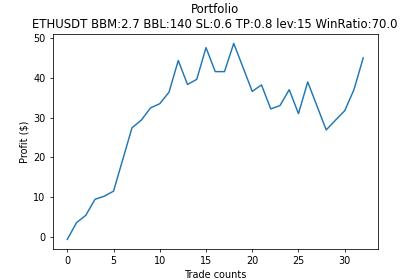 Portfolio
ETHUSDT BBM:2.7 BBL:140 SL:0.6 TP:0.8 lev:15 WinRatio:70.0
50
40
30
20
10
0
Profit ($)
0 5 10 15 20 25 30
Trade counts